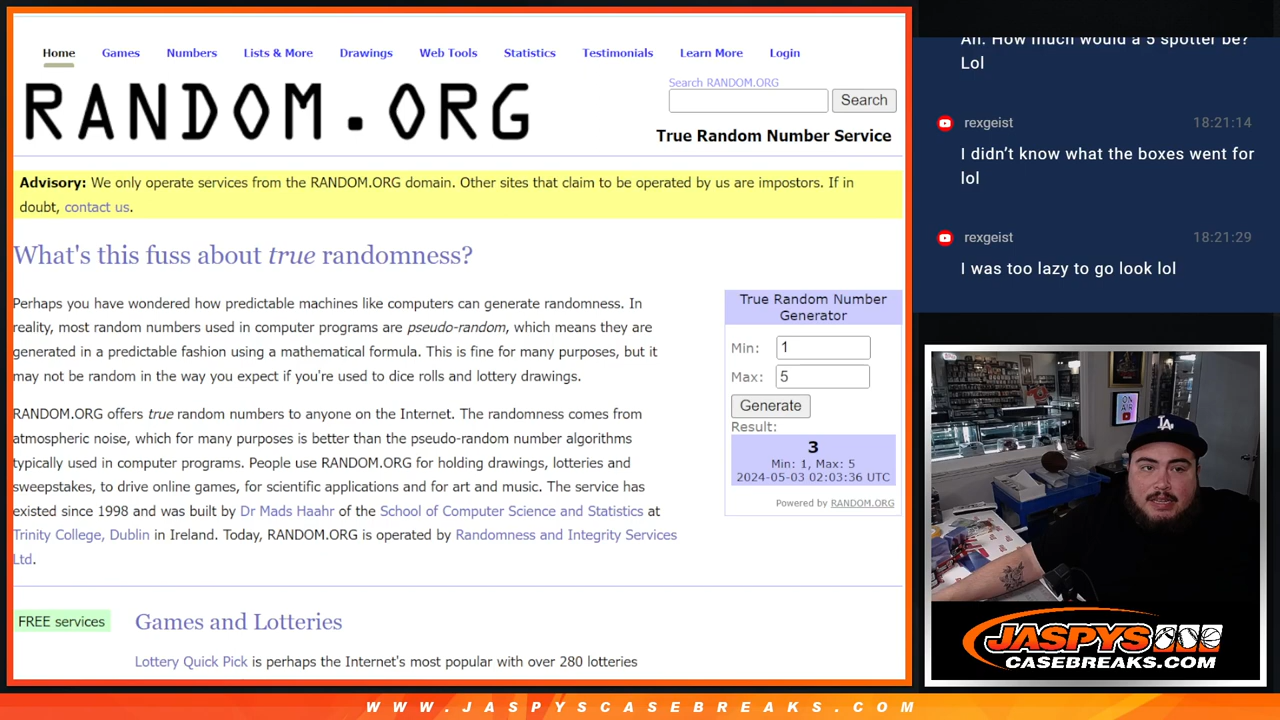 Home Games Numbers Lists & More Drawings Web Tools Statistics Testimonials Learn More Login
RANDOM.ORG
Search RANDOM.ORG
Search
True Random Number Service
Advisory: We only operate services from the RANDOM.ORG domain. Other sites that claim to be operated by us are impostors. If in
doubt, contact us.
What's this fuss about true randomness?
Perhaps you have wondered how predictable machines like computers can generate randomness. In
reality, most random numbers used in computer programs are pseudo-random, which means they are
generated in a predictable fashion using a mathematical formula. This is fine for many purposes, but it
may not be random in the way you expect if you're used to dice rolls and lottery drawings.
RANDOM.ORG offers true random numbers to anyone on the Internet. The randomness comes from
atmospheric noise, which for many purposes is better than the pseudo-random number algorithms
typically used in computer programs. People use RANDOM.ORG for holding drawings, lotteries and
sweepstakes, to drive online games, for scientific applications and for art and music. The service has
existed since 1998 and was built by Dr Mads Haahr of the School of Computer Science and Statistics at
Trinity College, Dublin in Ireland. Today, RANDOM.ORG is operated by Randomness and Integrity Services
Ltd.
True Random Number
Generator
Min: 1
Max: 5
Generate
Result:
3
Min: 1, Max: 5
2024-05-03 02:03:36 UTC
Powered by RANDOM.ORG
FREE services
Games and Lotteries
Lottery Quick Pick is perhaps the Internet's most popular with over 280 lotteries
How much would a 5 spotter be?
Lol
rexgeist 18:21:14
I didn't know what the boxes went for
lol
rexgeist 18:21:29
I was too lazy to go look lol
ON
AIR
LA
JASPYS
CASEBREAKS.COM
WWW.JASPYSCASEBREAKS.COM